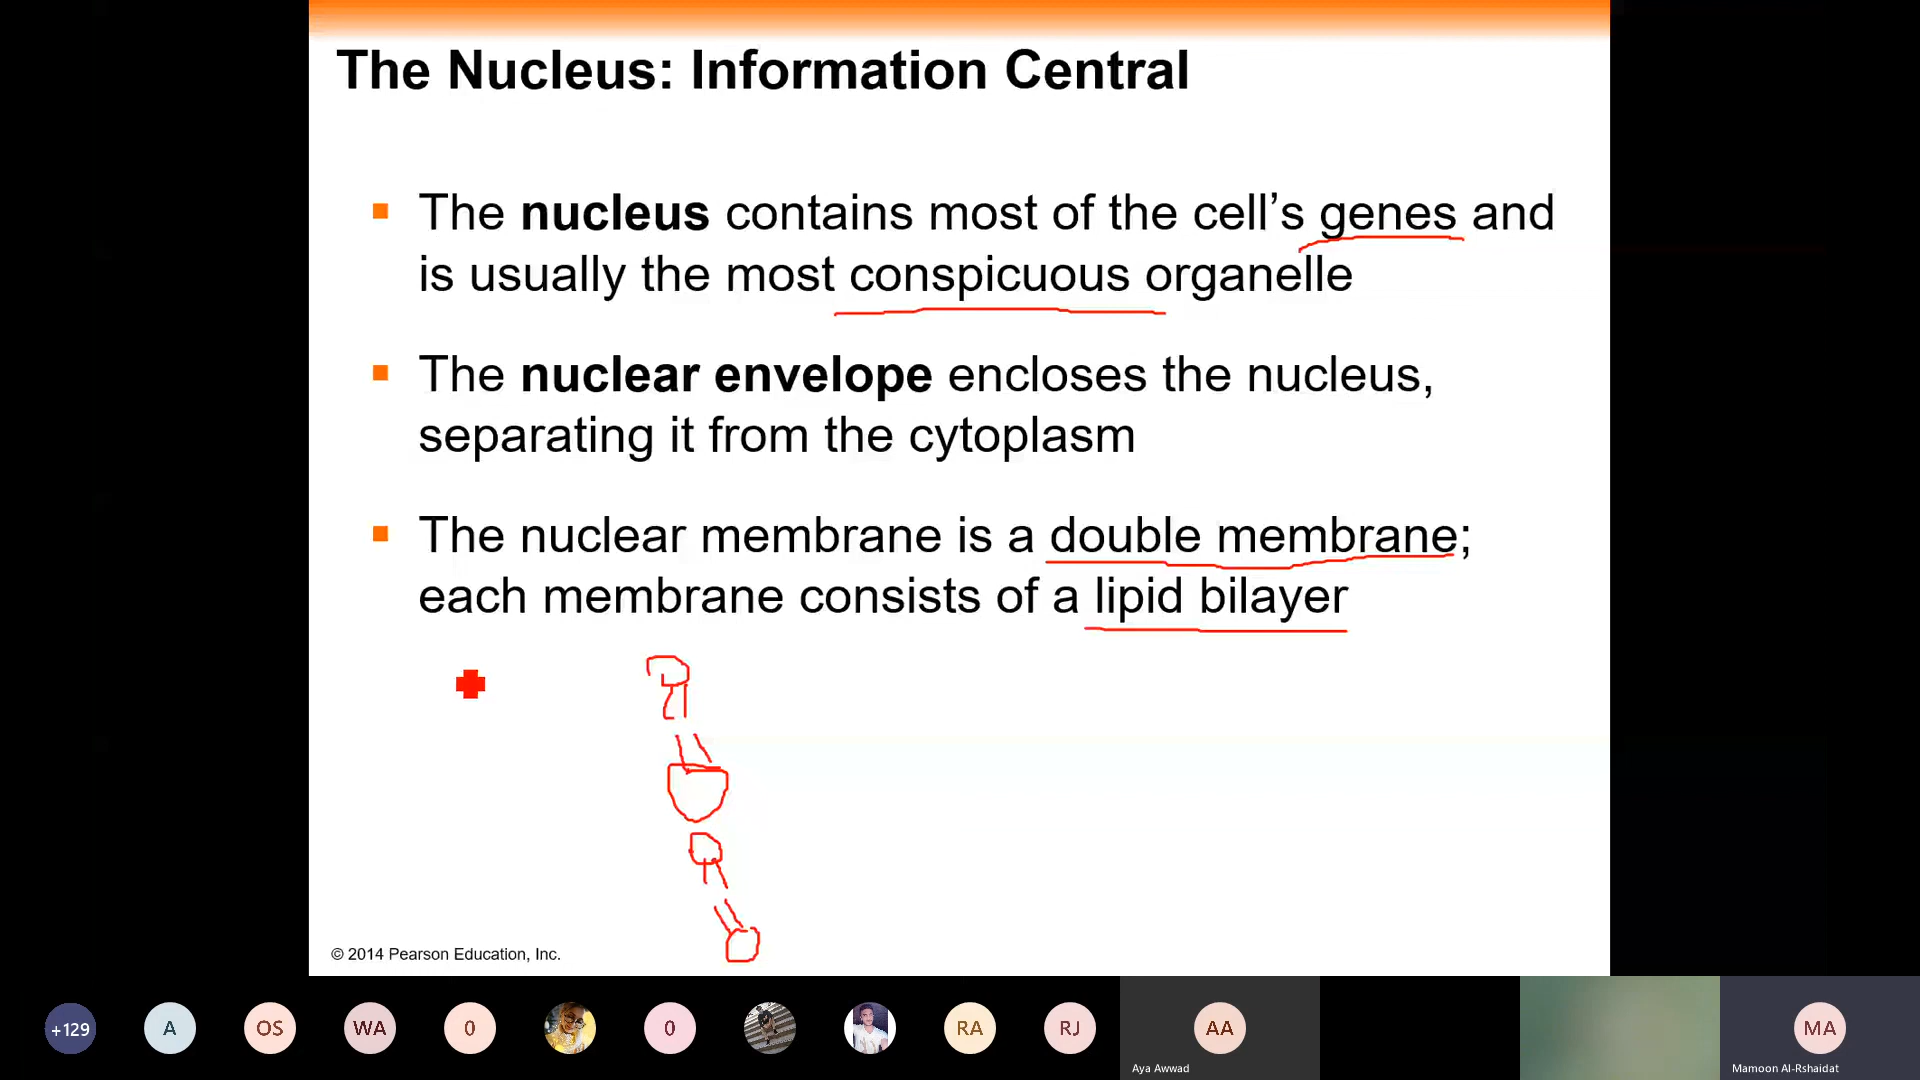 The Nucleus: Information Central
The nucleus contains most of the cell’s genes and
is usually the most conspicuous organelle
The nuclear envelope encloses the nucleus,
separating it from the cytoplasm
The nuclear membrane is a double membrane;
each membrane consists of a lipid bilayer
© 2014 Pearson Education, Inc.
+129
A
OS
WA
0
0
RA
RJ
AA
MA
Aya Awwad
Mamoon Al-Rshaidat